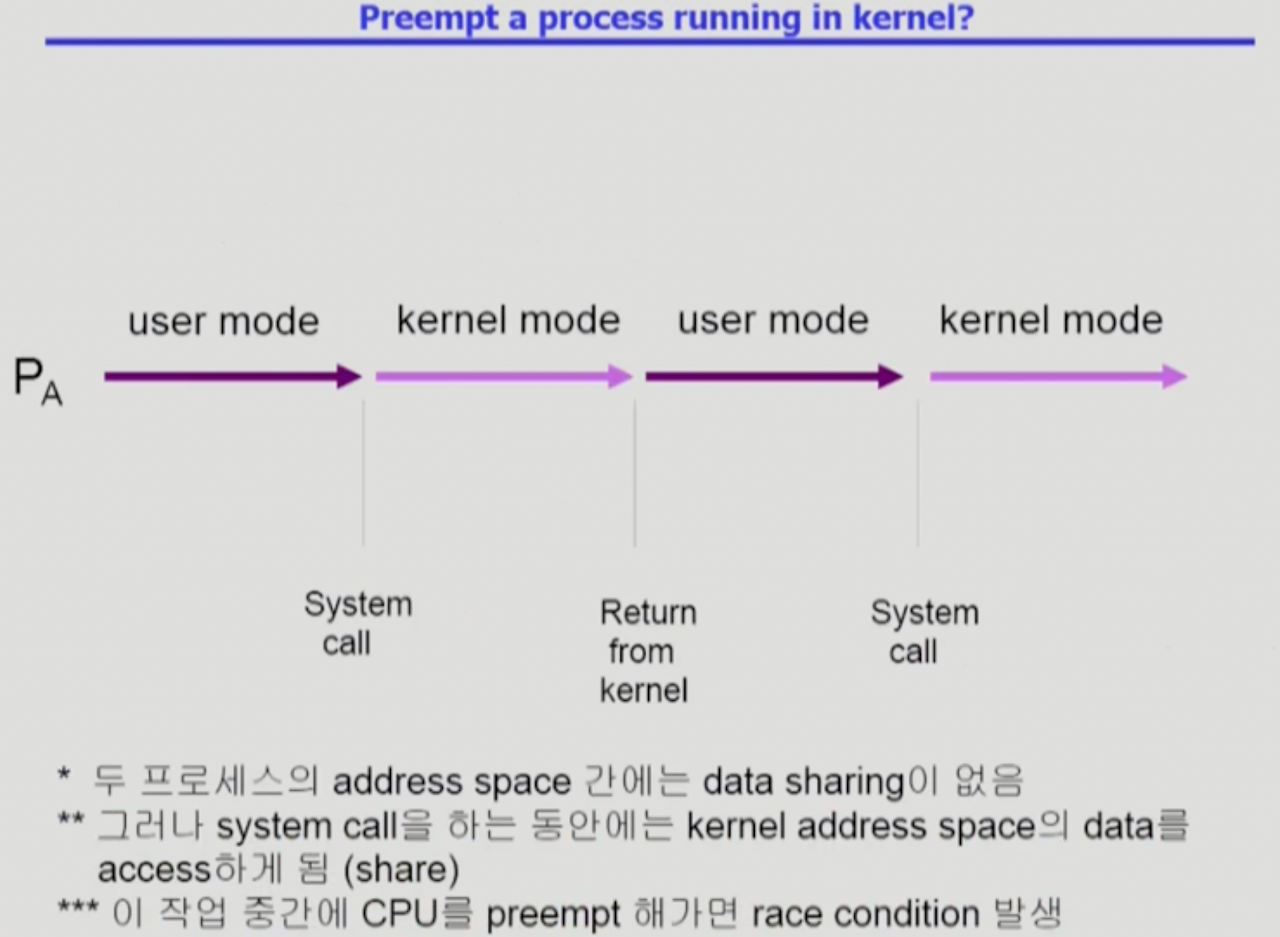 Preempt a process running in kernel?
user mode kernel mode user mode kernel mode
PA
System call
Return from kernel
System call
* 두 프로세스의 address space 간에는 data sharing이 없음
** 그러나 system call을 하는 동안에는 kernel address space의 data를
access하게 됨 (share)
*** 이 작업 중간에 CPU를 preempt 해가면 race condition 발생